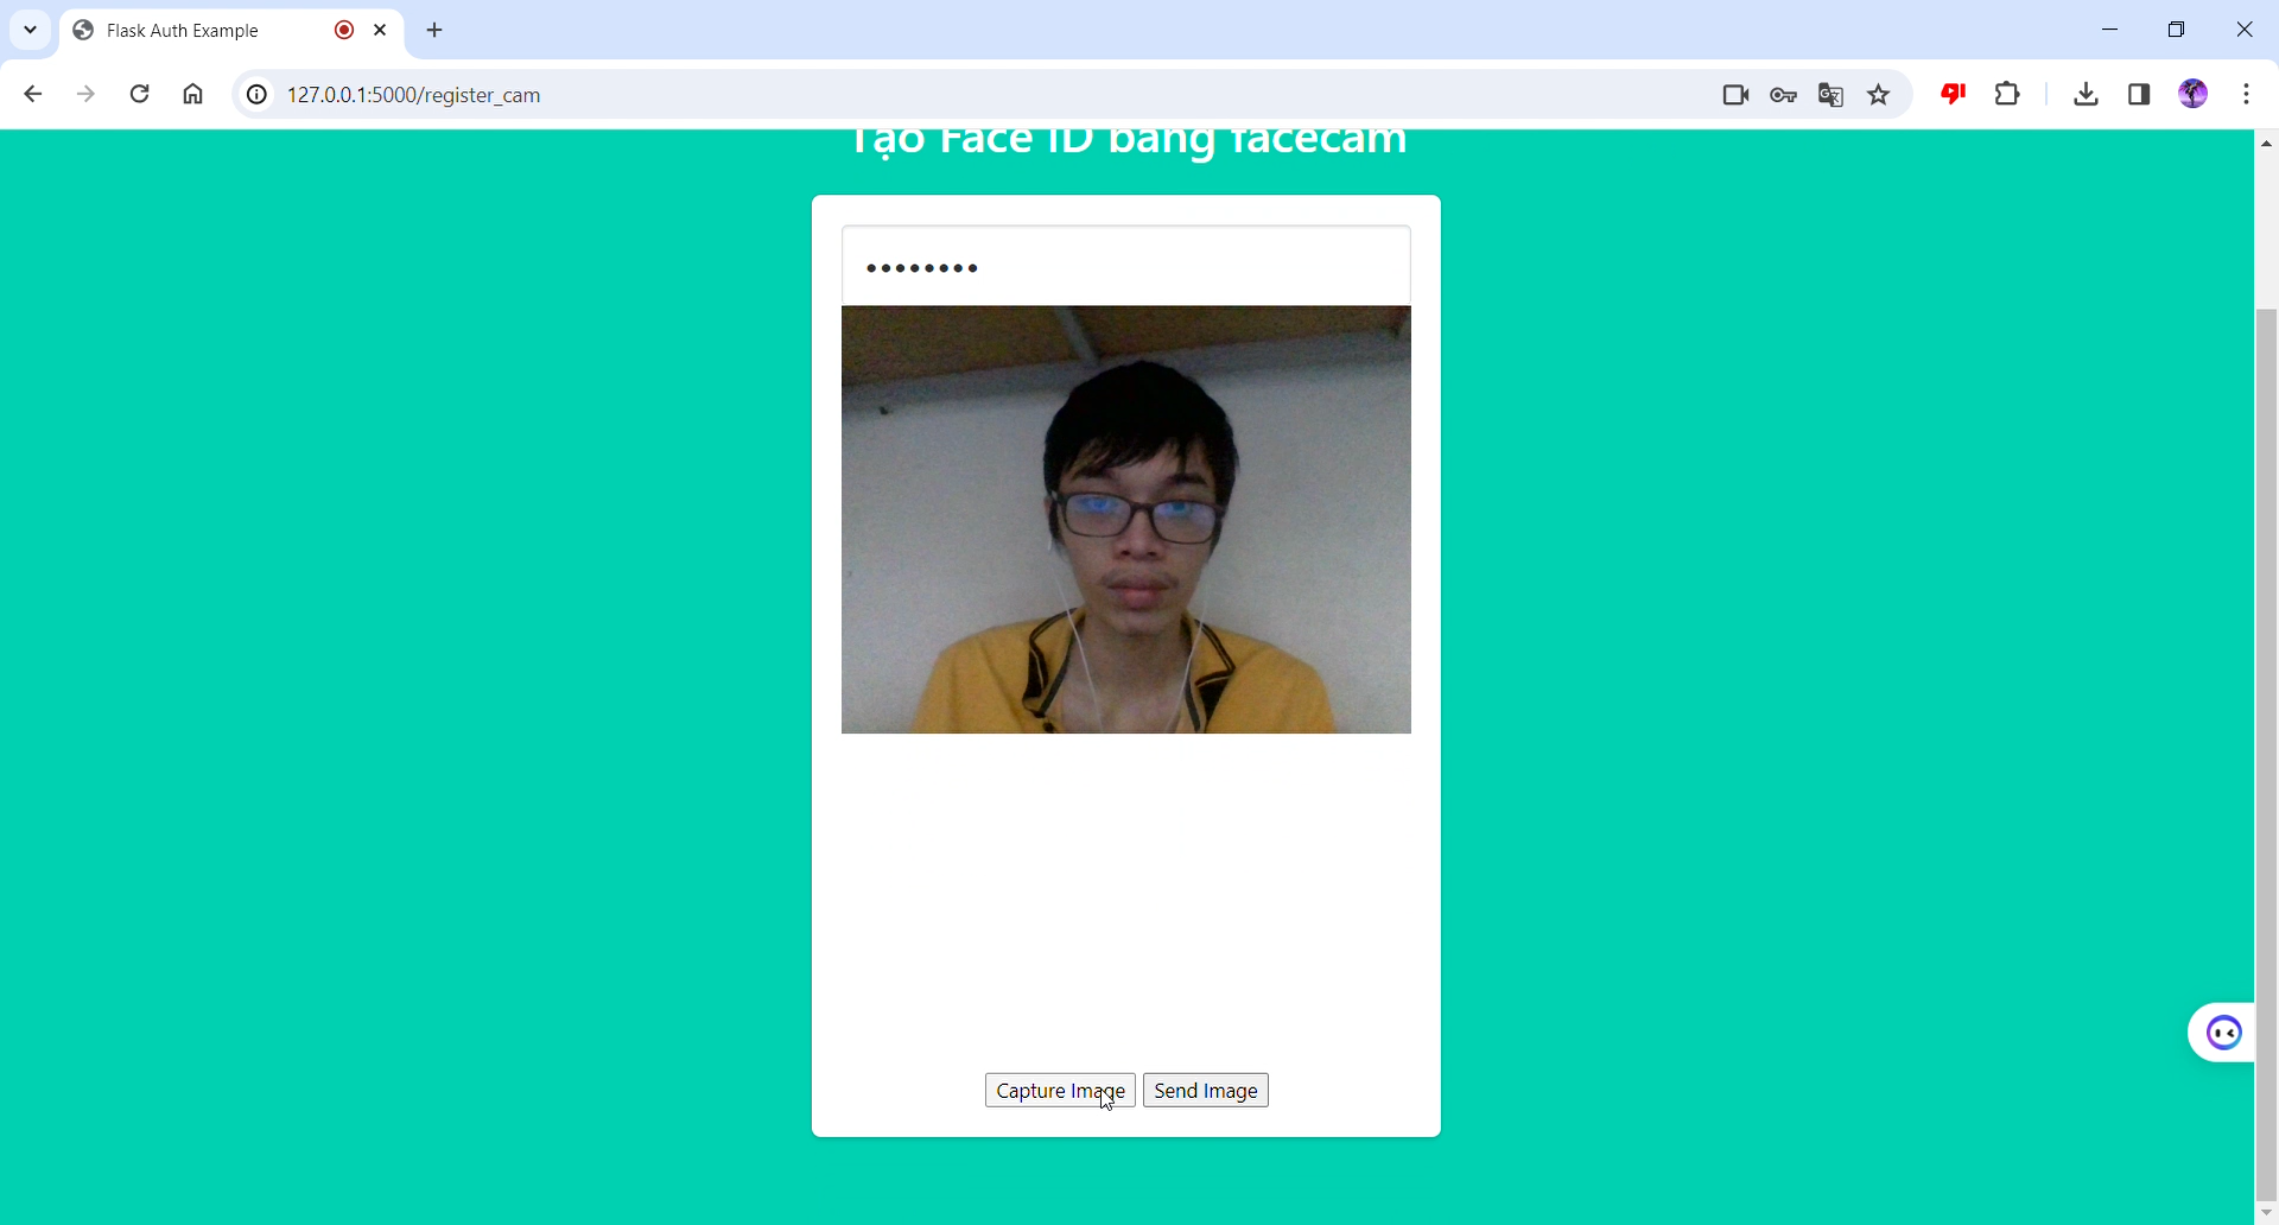 Flask Auth Example
127.0.0.1:5000/register_cam
Tạo Face ID bằng facecam
••••••••
Capture Image
Send Image